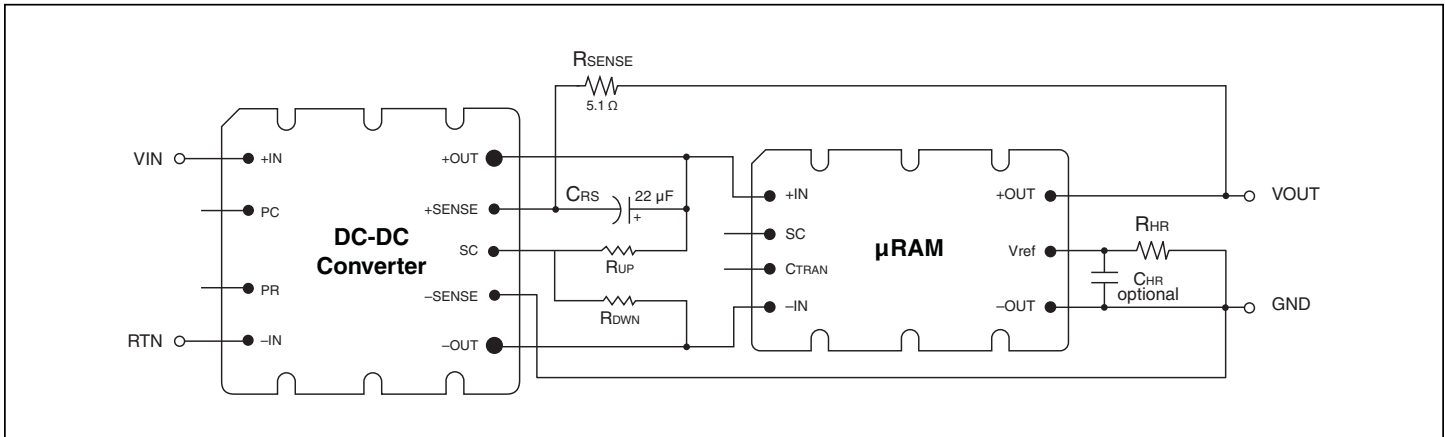 RSENSE
5.1 Ω
VIN
+IN
PC
PR
RTN
–IN
DC-DC
Converter
+OUT
+SENSE
SC
–SENSE
–OUT
CRS
22 µF
+
RUP
RDWN
+IN
SC
CTRAN
–IN
µRAM
+OUT
Vref
–OUT
RHR
CHR
optional
VOUT
GND